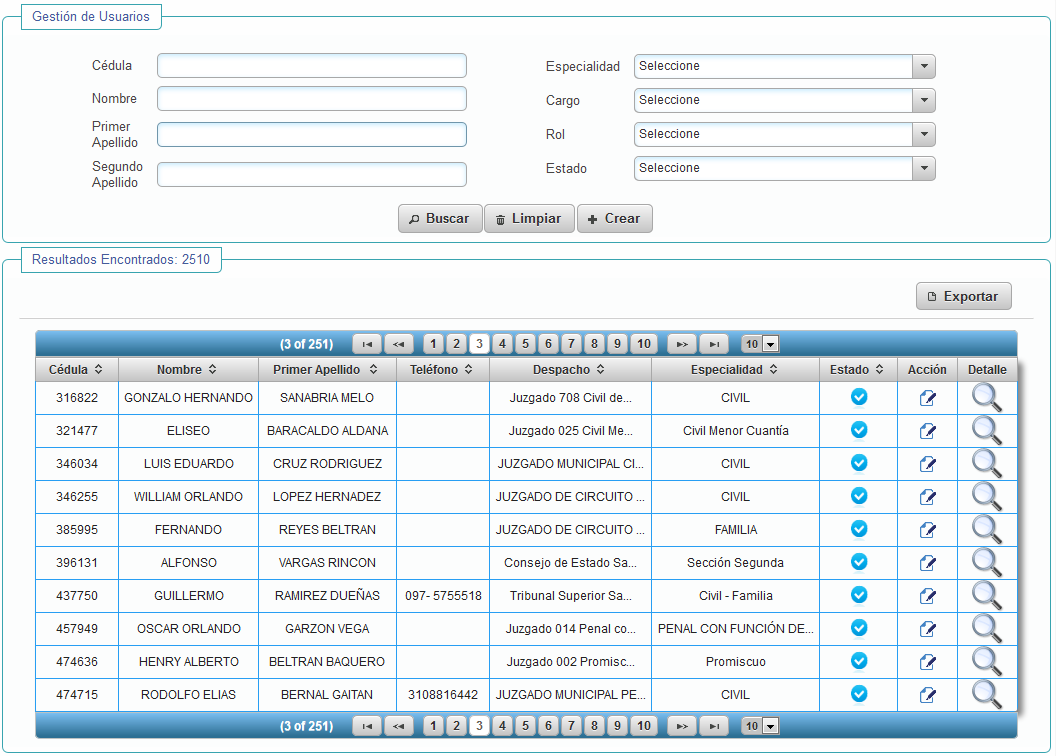 Gestión de Usuarios
Cédula
Especialidad Seleccione
Nombre
Cargo Seleccione
Primer
Apellido
Rol Seleccione
Segundo
Apellido
Estado Seleccione
Buscar Limpiar Crear
Resultados Encontrados: 2510
Exportar
(3 of 251) 1 2 3 4 5 6 7 8 9 10 10
Cédula Nombre Primer Apellido Teléfono Despacho Especialidad Estado Acción Detalle
316822 GONZALO HERNANDO SANABRIA MELO Juzgado 708 Civil de... CIVIL
321477 ELISEO BARACALDO ALDANA Juzgado 025 Civil Me... Civil Menor Cuantía
346034 LUIS EDUARDO CRUZ RODRIGUEZ JUZGADO MUNICIPAL CI... CIVIL
346255 WILLIAM ORLANDO LOPEZ HERNADEZ JUZGADO DE CIRCUITO ... CIVIL
385995 FERNANDO REYES BELTRAN JUZGADO DE CIRCUITO ... FAMILIA
396131 ALFONSO VARGAS RINCON Consejo de Estado Sa... Sección Segunda
437750 GUILLERMO RAMIREZ DUEÑAS 097- 5755518 Tribunal Superior Sa... Civil - Familia
457949 OSCAR ORLANDO GARZON VEGA Juzgado 014 Penal co... PENAL CON FUNCIÓN DE...
474636 HENRY ALBERTO BELTRAN BAQUERO Juzgado 002 Promisc... Promiscuo
474715 RODOLFO ELIAS BERNAL GAITAN 3108816442 JUZGADO MUNICIPAL PE... CIVIL
(3 of 251) 1 2 3 4 5 6 7 8 9 10 10